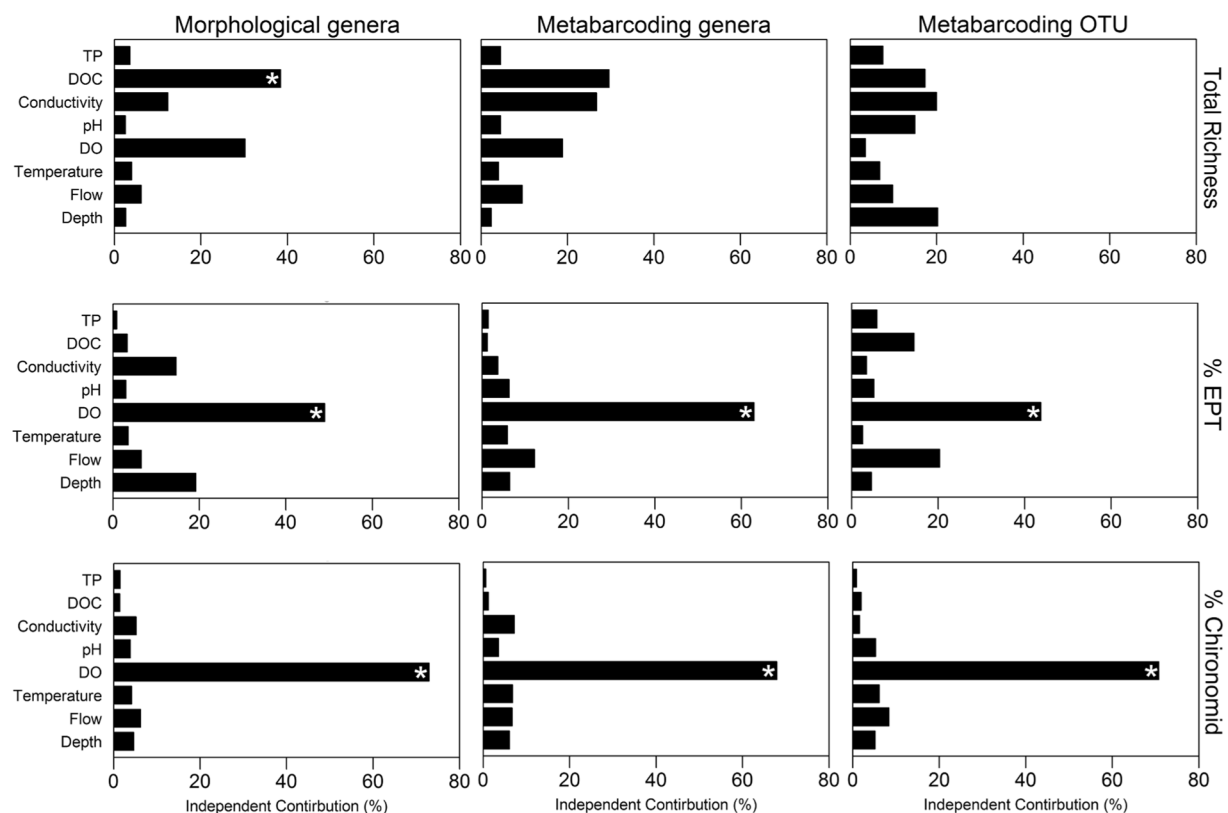 Morphological genera Metabarcoding genera Metabarcoding OTU
TP
DOC *
Conductivity
pH
DO
Temperature
Flow
Depth
0 20 40 60 80 0 20 40 60 80 0 20 40 60 80
Total Richness
TP
DOC
Conductivity
pH
DO * * *
Temperature
Flow
Depth
0 20 40 60 80 0 20 40 60 80 0 20 40 60 80
% EPT
TP
DOC
Conductivity
pH
DO * * *
Temperature
Flow
Depth
0 20 40 60 80 0 20 40 60 80 0 20 40 60 80
% Chironomid
Independent Contirbution (%) Independent Contirbution (%) Independent Contirbution (%)